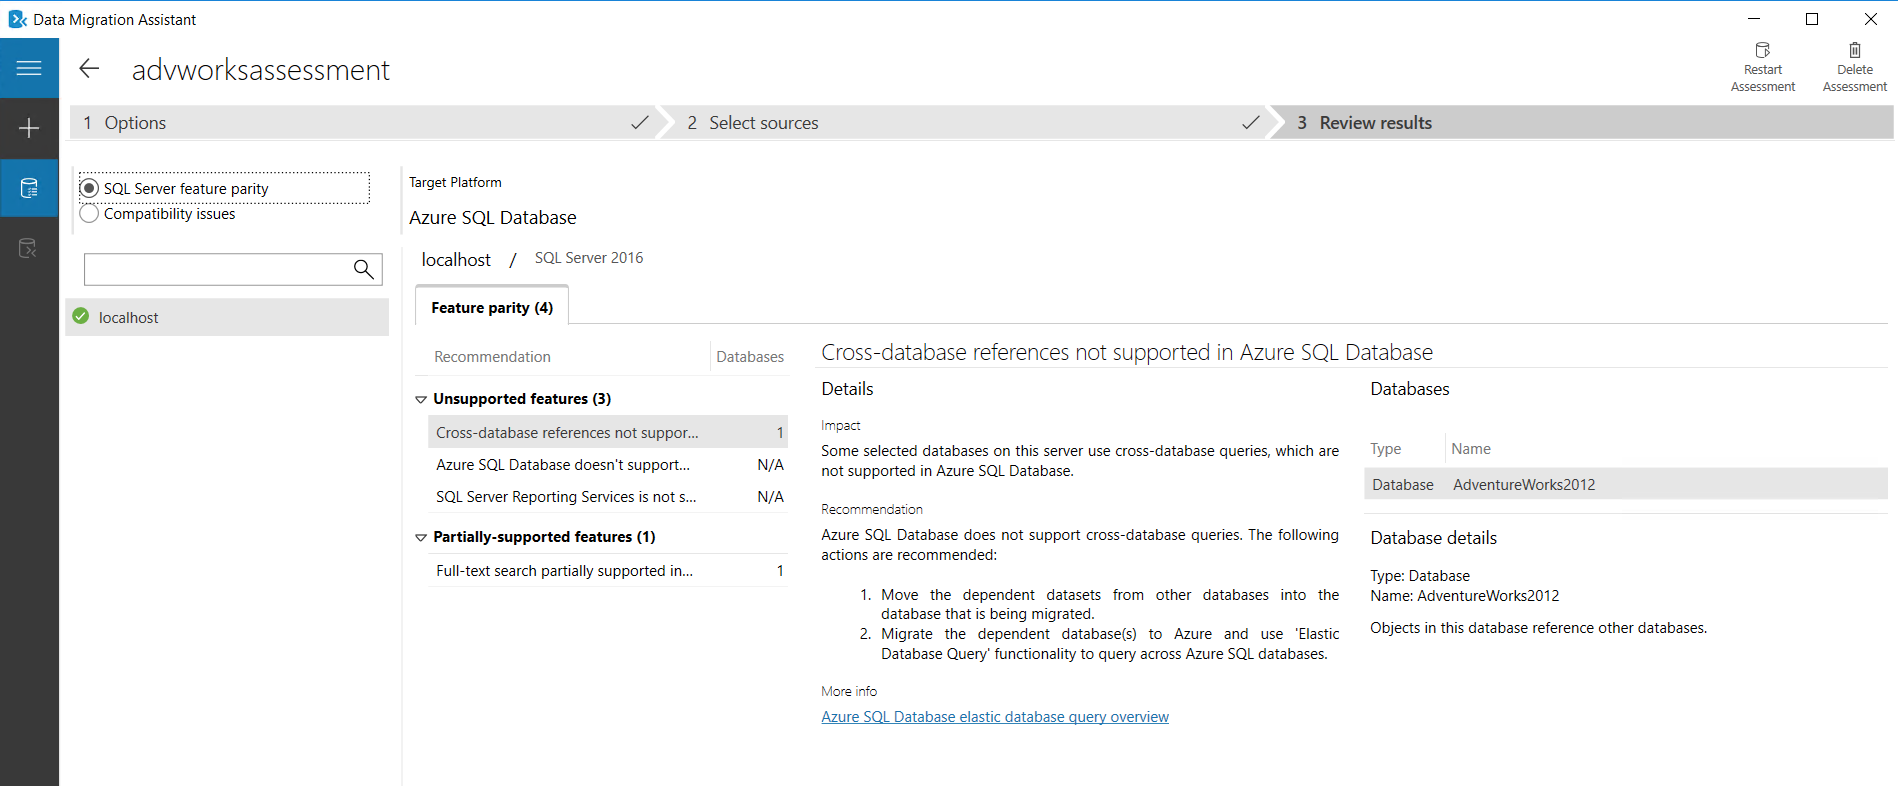 Data Migration Assistant
advworksassessment
Restart
Assessment
Delete
Assessment
1 Options
2 Select sources
3 Review results
SQL Server feature parity
Compatibility issues
localhost
Target Platform
Azure SQL Database
localhost / SQL Server 2016
Feature parity (4)
Recommendation Databases
Unsupported features (3)
Cross-database references not suppor... 1
Azure SQL Database doesn't support... N/A
SQL Server Reporting Services is not s... N/A
Partially-supported features (1)
Full-text search partially supported in... 1
Cross-database references not supported in Azure SQL Database
Details
Impact
Some selected databases on this server use cross-database queries, which are
not supported in Azure SQL Database.
Recommendation
Azure SQL Database does not support cross-database queries. The following
actions are recommended:
1. Move the dependent datasets from other databases into the
database that is being migrated.
2. Migrate the dependent database(s) to Azure and use 'Elastic
Database Query' functionality to query across Azure SQL databases.
More info
Azure SQL Database elastic database query overview
Databases
Type Name
Database AdventureWorks2012
Database details
Type: Database
Name: AdventureWorks2012
Objects in this database reference other databases.